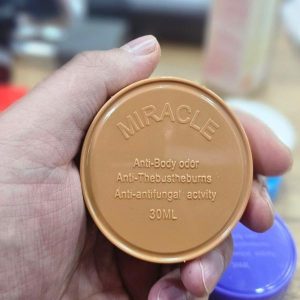 MIRACLE
Anti-Body odor
Anti-Thebustheburns
Anti-antifungal actvity
30ML